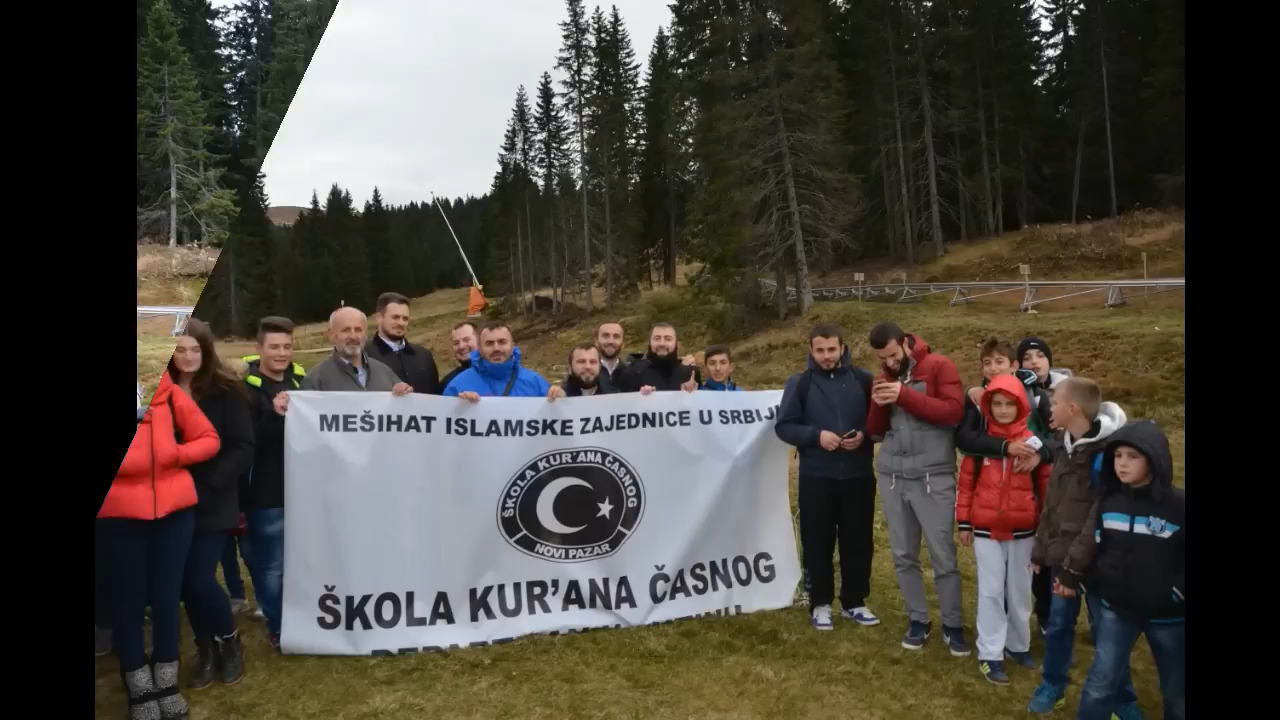 MEŠIHAT ISLAMSKE ZAJEDNICE U SRBIJI
ŠKOLA KUR'ANA ČASNOG
NOVI PAZAR
ŠKOLA KUR'ANA ČASNOG